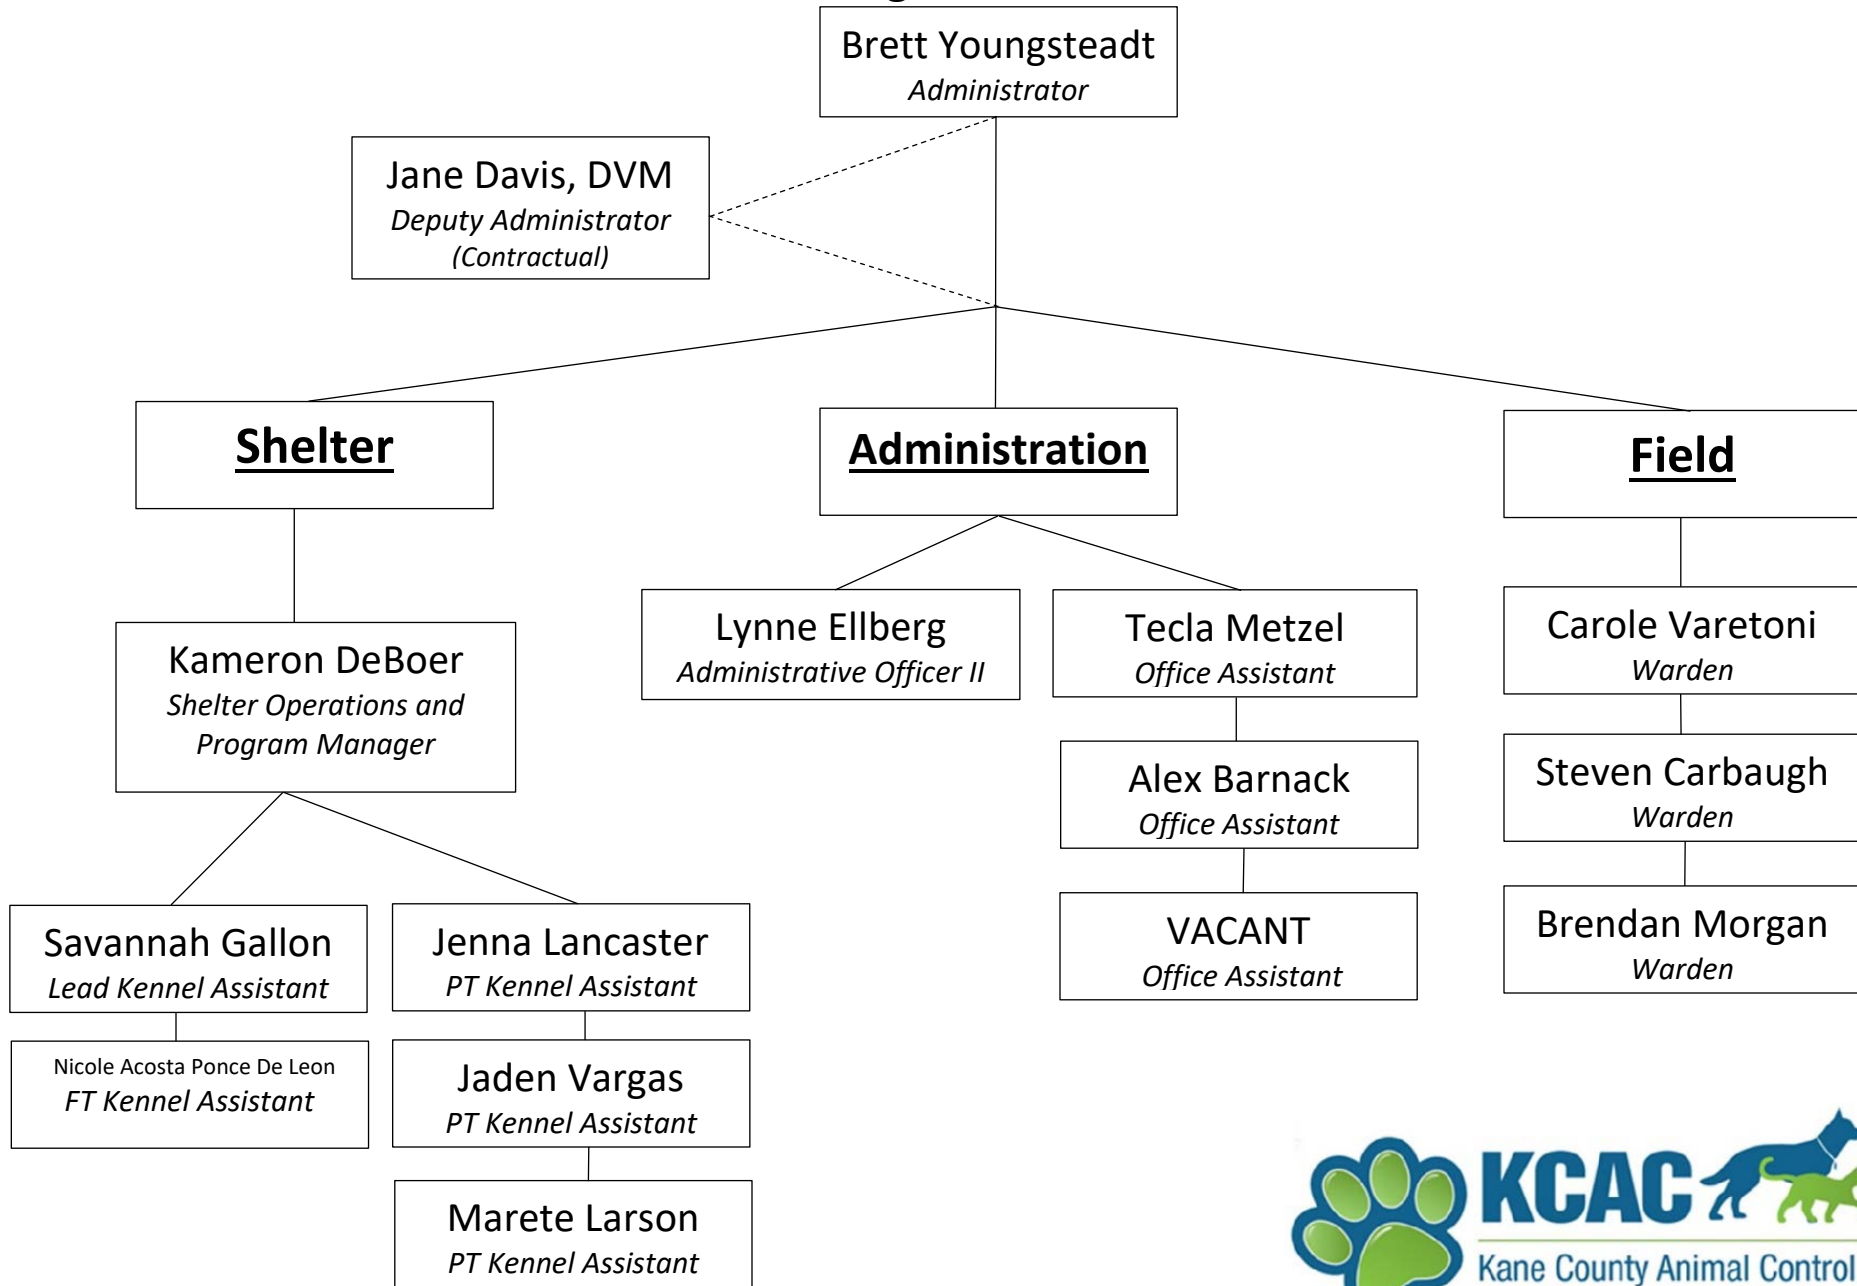 Brett Youngsteadt
Administrator
Jane Davis, DVM
Deputy Administrator
(Contractual)
Shelter
Administration
Field
Kameron DeBoer
Shelter Operations and
Program Manager
Lynne Ellberg
Administrative Officer II
Tecla Metzel
Office Assistant
Alex Barnack
Office Assistant
VACANT
Office Assistant
Carole Varetoni
Warden
Steven Carbaugh
Warden
Brendan Morgan
Warden
Savannah Gallon
Lead Kennel Assistant
Nicole Acosta Ponce De Leon
FT Kennel Assistant
Jenna Lancaster
PT Kennel Assistant
Jaden Vargas
PT Kennel Assistant
Marete Larson
PT Kennel Assistant
KCAC
Kane County Animal Control